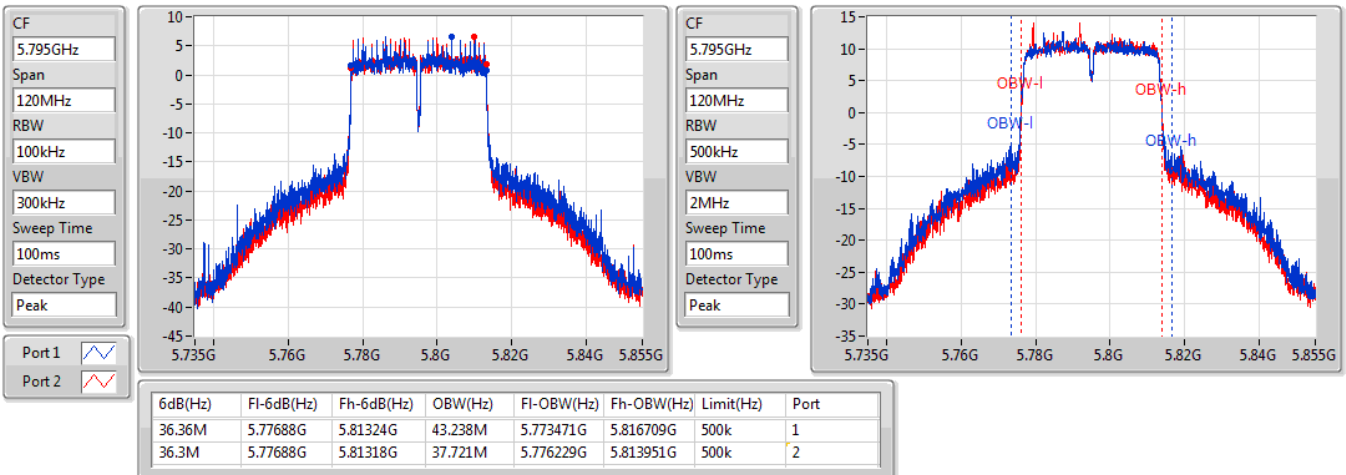 CF
5.795GHz
Span
120MHz
RBW
100kHz
VBW
300kHz
Sweep Time
100ms
Detector Type
Peak
Port 1
Port 2
10
5
0
-5
-10
-15
-20
-25
-30
-35
-40
-45
5.735G 5.76G 5.78G 5.8G 5.82G 5.84G 5.855G
CF
5.795GHz
Span
120MHz
RBW
500kHz
VBW
2MHz
Sweep Time
100ms
Detector Type
Peak
15
10
5
0
-5
-10
-15
-20
-25
-30
-35
OBW-l OBW-h
OBW-l OBW-h
5.735G 5.76G 5.78G 5.8G 5.82G 5.84G 5.855G
6dB(Hz) Fl-6dB(Hz) Fh-6dB(Hz) OBW(Hz) Fl-OBW(Hz) Fh-OBW(Hz) Limit(Hz) Port
36.36M 5.77688G 5.81324G 43.238M 5.773471G 5.816709G 500k 1
36.3M 5.77688G 5.81318G 37.721M 5.776229G 5.813951G 500k 2